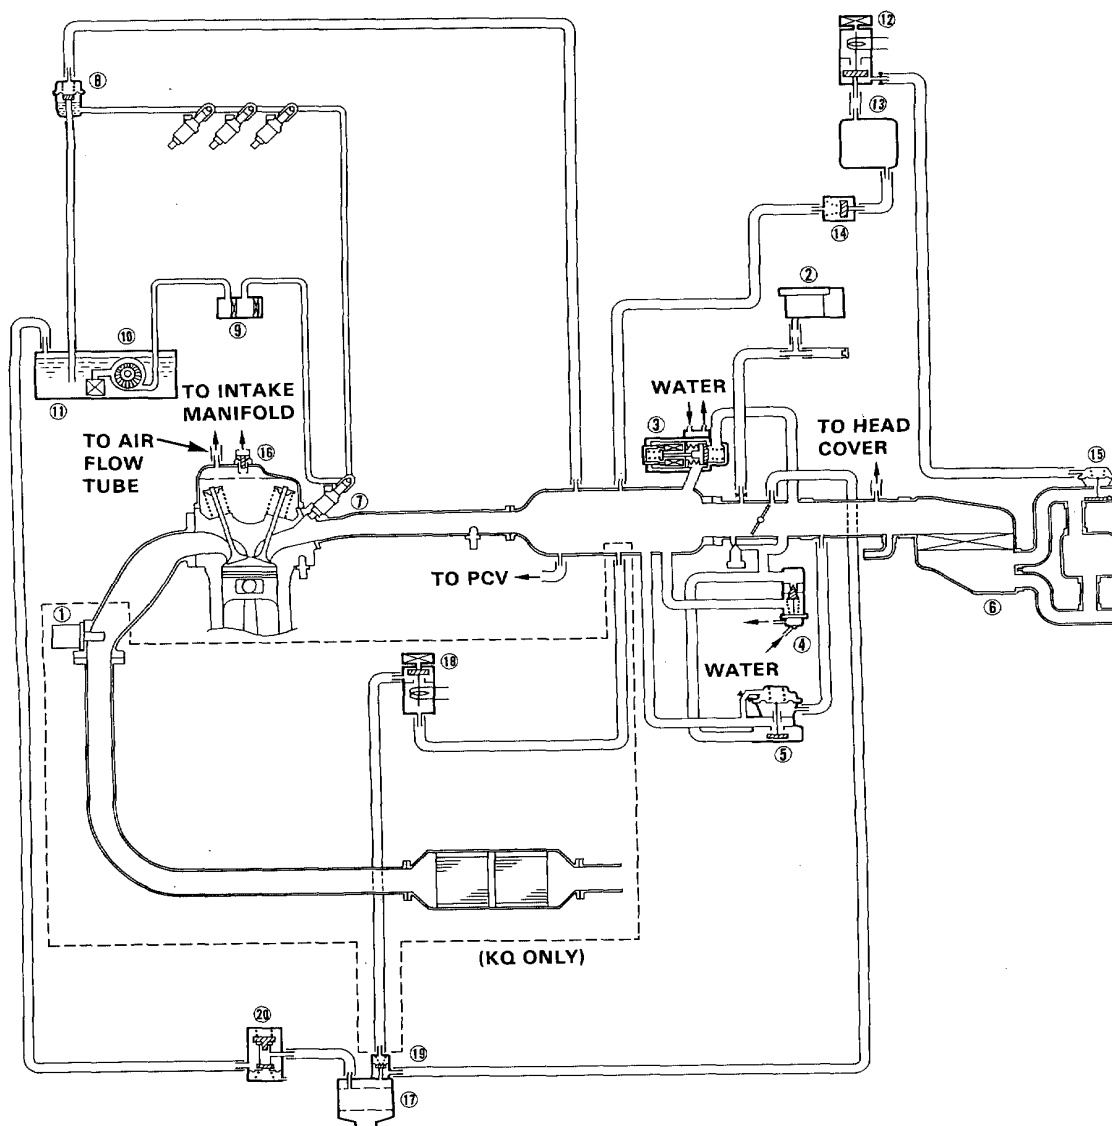 ⑫
⑧
⑬
⑭
②
⑨
⑩
TO INTAKE
MANIFOLD
WATER
⑪
③
TO AIR
FLOW
TUBE
⑯
TO HEAD
COVER
⑮
⑦
TO PCV
①
⑥
④
WATER
⑱
⑤
(KQ ONLY)
⑳
⑲
⑰